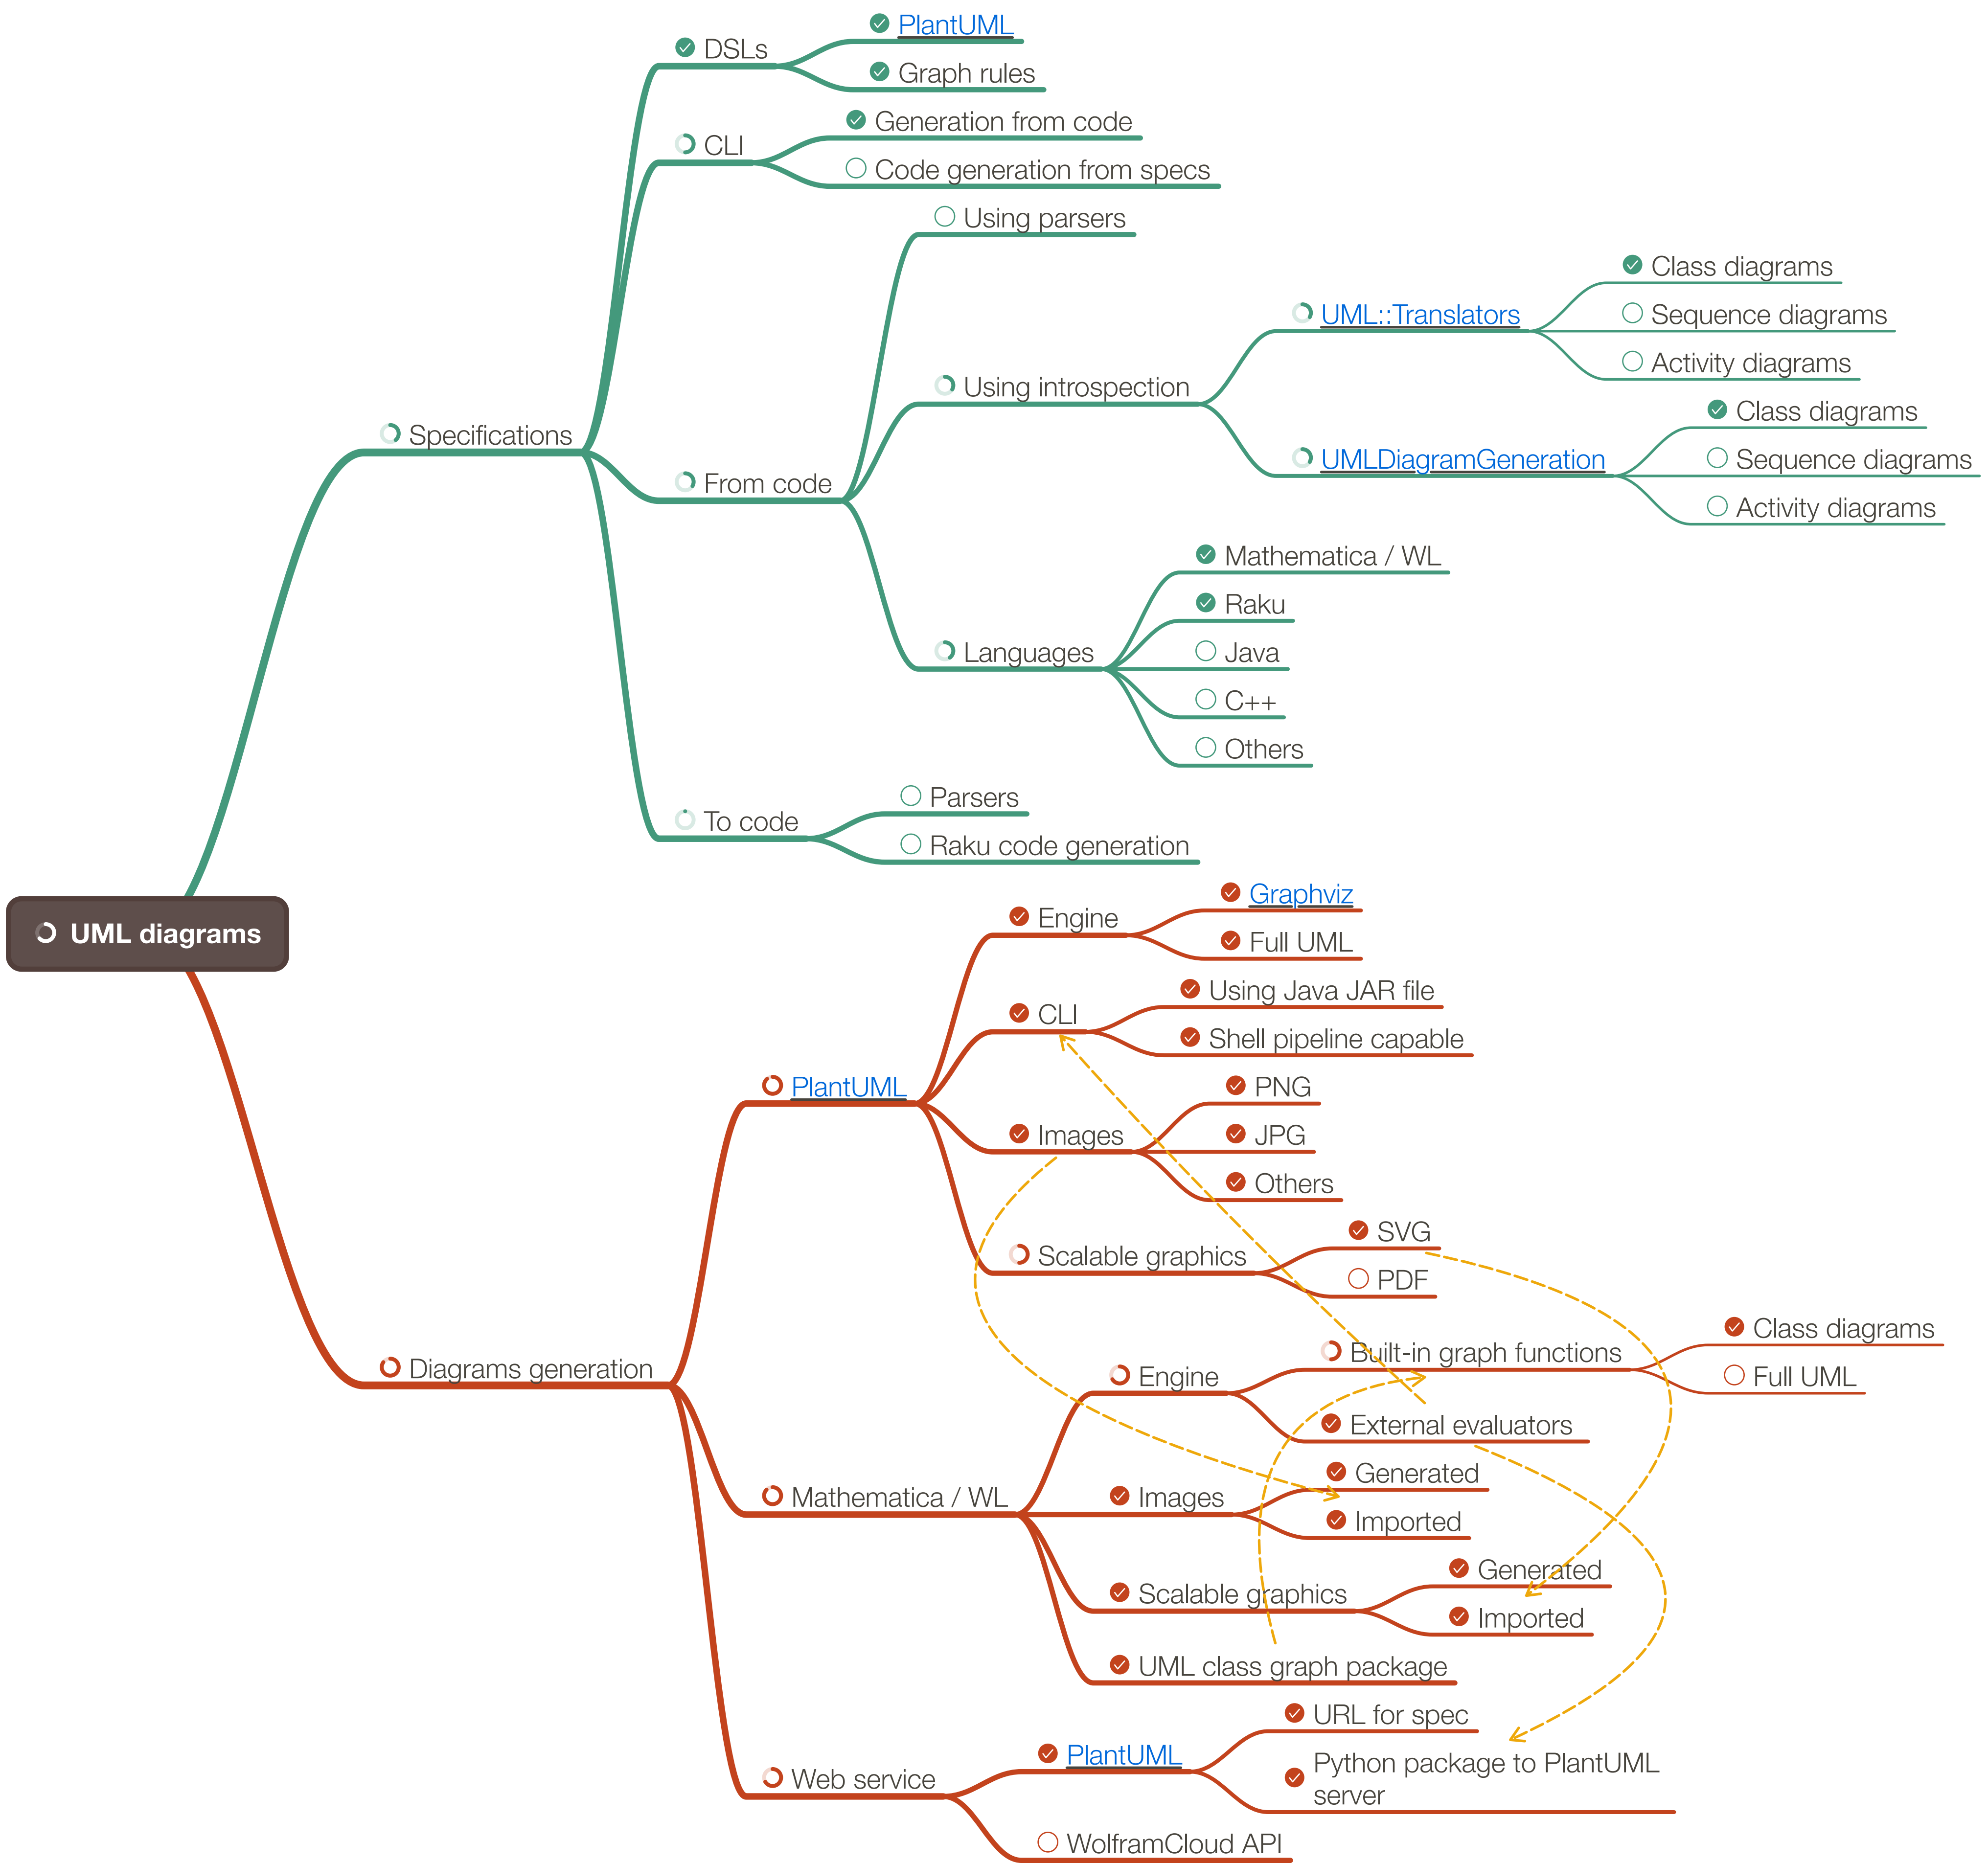 PlantUML
DSLs
Graph rules
Generation from code
CLI
Code generation from specs
Using parsers
Class diagrams
UML::Translators
Sequence diagrams
Activity diagrams
Using introspection
Class diagrams
Specifications
UMLDiagramGeneration
Sequence diagrams
From code
Activity diagrams
Mathematica / WL
Raku
Languages
Java
C++
Others
Parsers
To code
Raku code generation
Graphviz
Engine
UML diagrams
Full UML
Using Java JAR file
CLI
Shell pipeline capable
PlantUML
PNG
Images
JPG
Others
SVG
Scalable graphics
PDF
Class diagrams
Built-in graph functions
Diagrams generation
Engine
Full UML
External evaluators
Generated
Mathematica / WL
Images
Imported
Generated
Scalable graphics
Imported
UML class graph package
URL for spec
PlantUML
Python package to PlantUML
server
Web service
WolframCloud API